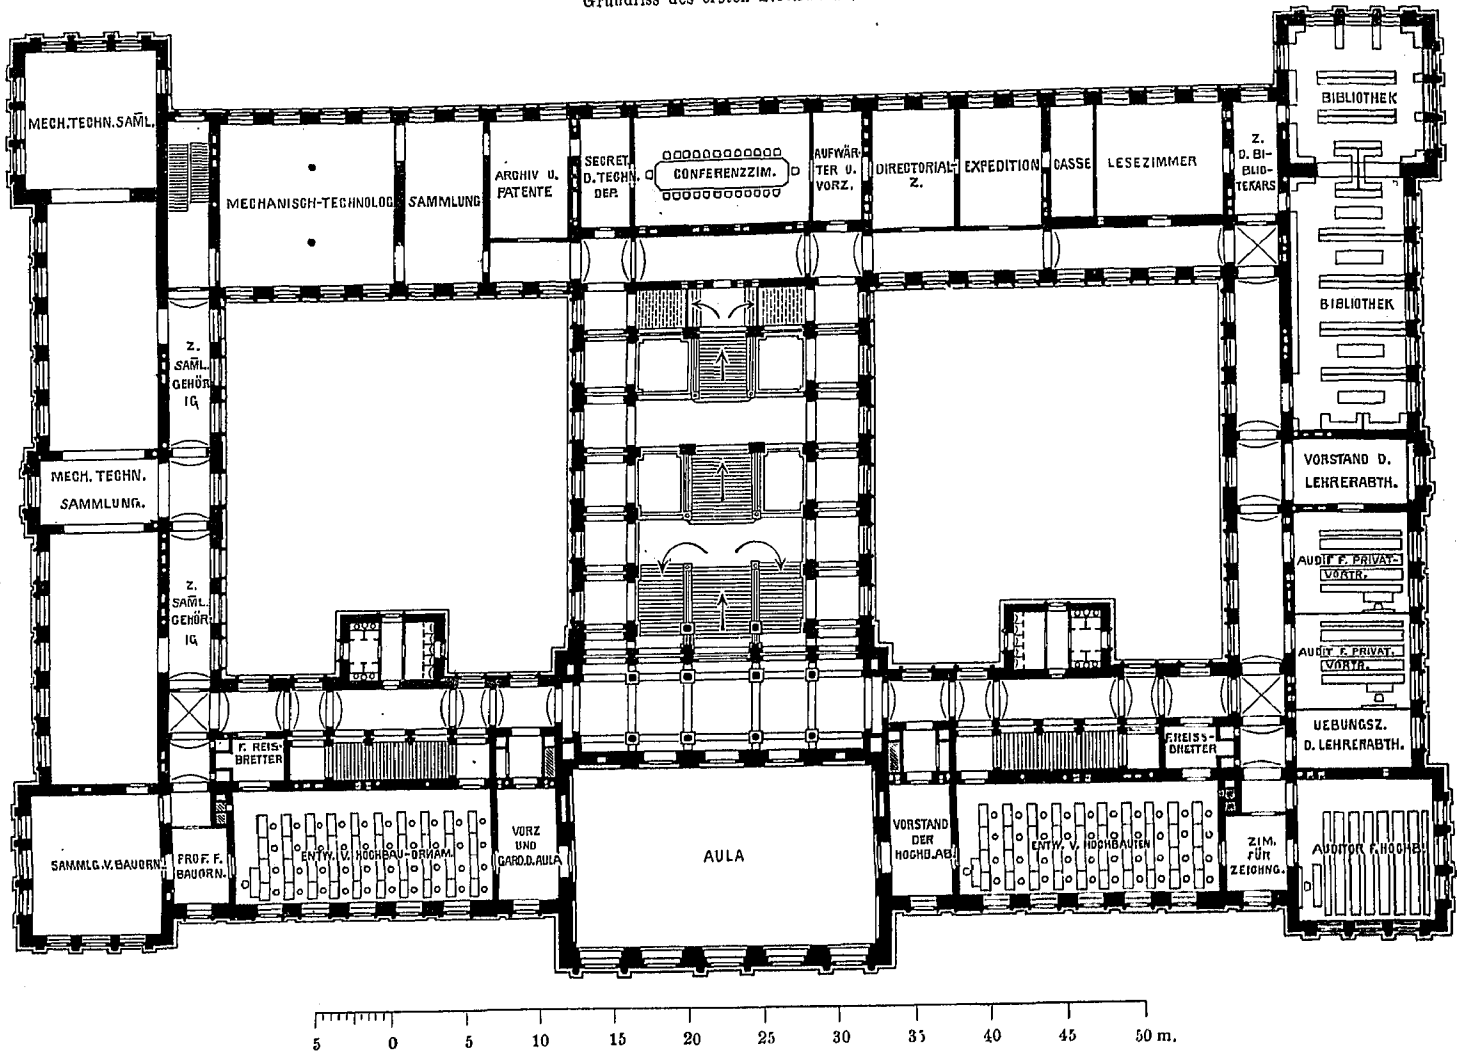 Grundriss des ersten
MECH.TECHN.SAM̄L.
MECHANISCH-TECHNOLOG.
SAMMLUNG
ARCHIV U.
PATENTE
SECRET.
D.TECHN.
DEP.
CONFERENZZIM.
AUFWÄR-
TER U.
VORZ.
DIRECTORIAL-
Z.
EXPEDITION
CASSE
LESEZIMMER
Z.
D. BI-
BLIO-
TEKARS
BIBLIOTHEK
BIBLIOTHEK
Z.
SAM̄L.
GEHÖR
IG
MECH. TECHN.
SAMMLUNG.
Z.
SAM̄L.
GEHÖR
IG
VORSTAND D.
LEHRERABTH.
AUDIT F. PRIVAT-
VORTR.
AUDIT F. PRIVAT.
VORTR.
UEBUNGSZ.
D. LEHRERABTH.
F. REIS-
BRETTER
F.REISS-
BRETTER
SAMMLG.V.BAUORN.
PROF. F.
BAUORN.
ENTW. V. HOCHBAU-ORNAM.
VORZ
UND
GARD.D.AULA
AULA
VORSTAND
DER
HOCHB.AB.
ENTW. V. HOCHBAUTEN
ZIM.
FÜR
ZEICHNG.
AUDITOR F. HOCHB.
5 0 5 10 15 20 25 30 35 40 45 50 m.